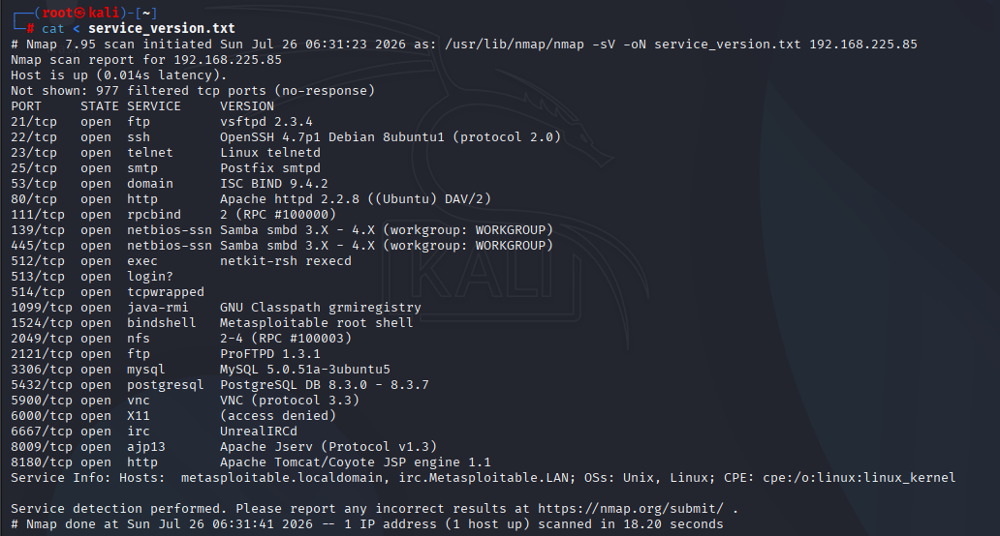 ┌──(root㉿kali)-[~]
└─# cat < service_version.txt
# Nmap 7.95 scan initiated Sun Jul 26 06:31:23 2026 as: /usr/lib/nmap/nmap -sV -oN service_version.txt 192.168.225.85
Nmap scan report for 192.168.225.85
Host is up (0.014s latency).
Not shown: 977 filtered tcp ports (no-response)
PORT     STATE SERVICE     VERSION
21/tcp   open  ftp         vsftpd 2.3.4
22/tcp   open  ssh         OpenSSH 4.7p1 Debian 8ubuntu1 (protocol 2.0)
23/tcp   open  telnet      Linux telnetd
25/tcp   open  smtp        Postfix smtpd
53/tcp   open  domain      ISC BIND 9.4.2
80/tcp   open  http        Apache httpd 2.2.8 ((Ubuntu) DAV/2)
111/tcp  open  rpcbind     2 (RPC #100000)
139/tcp  open  netbios-ssn Samba smbd 3.X - 4.X (workgroup: WORKGROUP)
445/tcp  open  netbios-ssn Samba smbd 3.X - 4.X (workgroup: WORKGROUP)
512/tcp  open  exec        netkit-rsh rexecd
513/tcp  open  login?
514/tcp  open  tcpwrapped
1099/tcp open  java-rmi    GNU Classpath grmiregistry
1524/tcp open  bindshell   Metasploitable root shell
2049/tcp open  nfs         2-4 (RPC #100003)
2121/tcp open  ftp         ProFTPD 1.3.1
3306/tcp open  mysql       MySQL 5.0.51a-3ubuntu5
5432/tcp open  postgresql  PostgreSQL DB 8.3.0 - 8.3.7
5900/tcp open  vnc         VNC (protocol 3.3)
6000/tcp open  X11         (access denied)
6667/tcp open  irc         UnrealIRCd
8009/tcp open  ajp13       Apache Jserv (Protocol v1.3)
8180/tcp open  http        Apache Tomcat/Coyote JSP engine 1.1
Service Info: Hosts:  metasploitable.localdomain, irc.Metasploitable.LAN; OSs: Unix, Linux; CPE: cpe:/o:linux:linux_kernel

Service detection performed. Please report any incorrect results at https://nmap.org/submit/ .
# Nmap done at Sun Jul 26 06:31:41 2026 -- 1 IP address (1 host up) scanned in 18.20 seconds
KALI